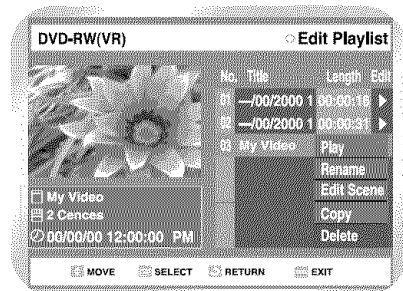 DVD-RW(VR) Edit Playlist
No. Title Length Edit
01 —/00/2000 1 00:00:16
02 —/00/2000 1 00:00:31
03 My Video Play
Rename
Edit Scene
Copy
Delete
My Video
2 Cences
00/00/00 12:00:00 PM
MOVE SELECT RETURN EXIT